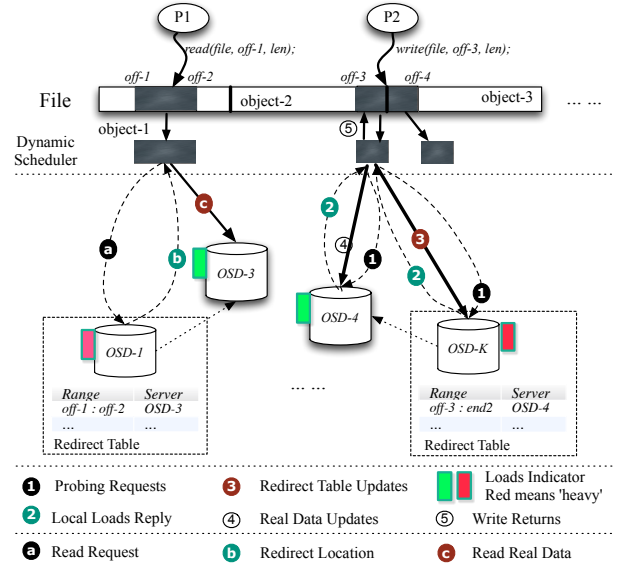 P1
P2
read(file, off-1, len);
write(file, off-3, len);
off-1
off-2
off-3
off-4
File
object-2
object-3
... ...
object-1
5
Dynamic
Scheduler
c
2
a
b
4
1
3
2
1
OSD-3
OSD-4
OSD-1
OSD-K
... ...
Range Server
off-1 : off-2 OSD-3
... ...
Redirect Table
Range Server
off-3 : end2 OSD-4
... ...
Redirect Table
1 Probing Requests
3 Redirect Table Updates
Loads Indicator
Red means 'heavy'
2 Local Loads Reply
4 Real Data Updates
5 Write Returns
a Read Request
b Redirect Location
c Read Real Data